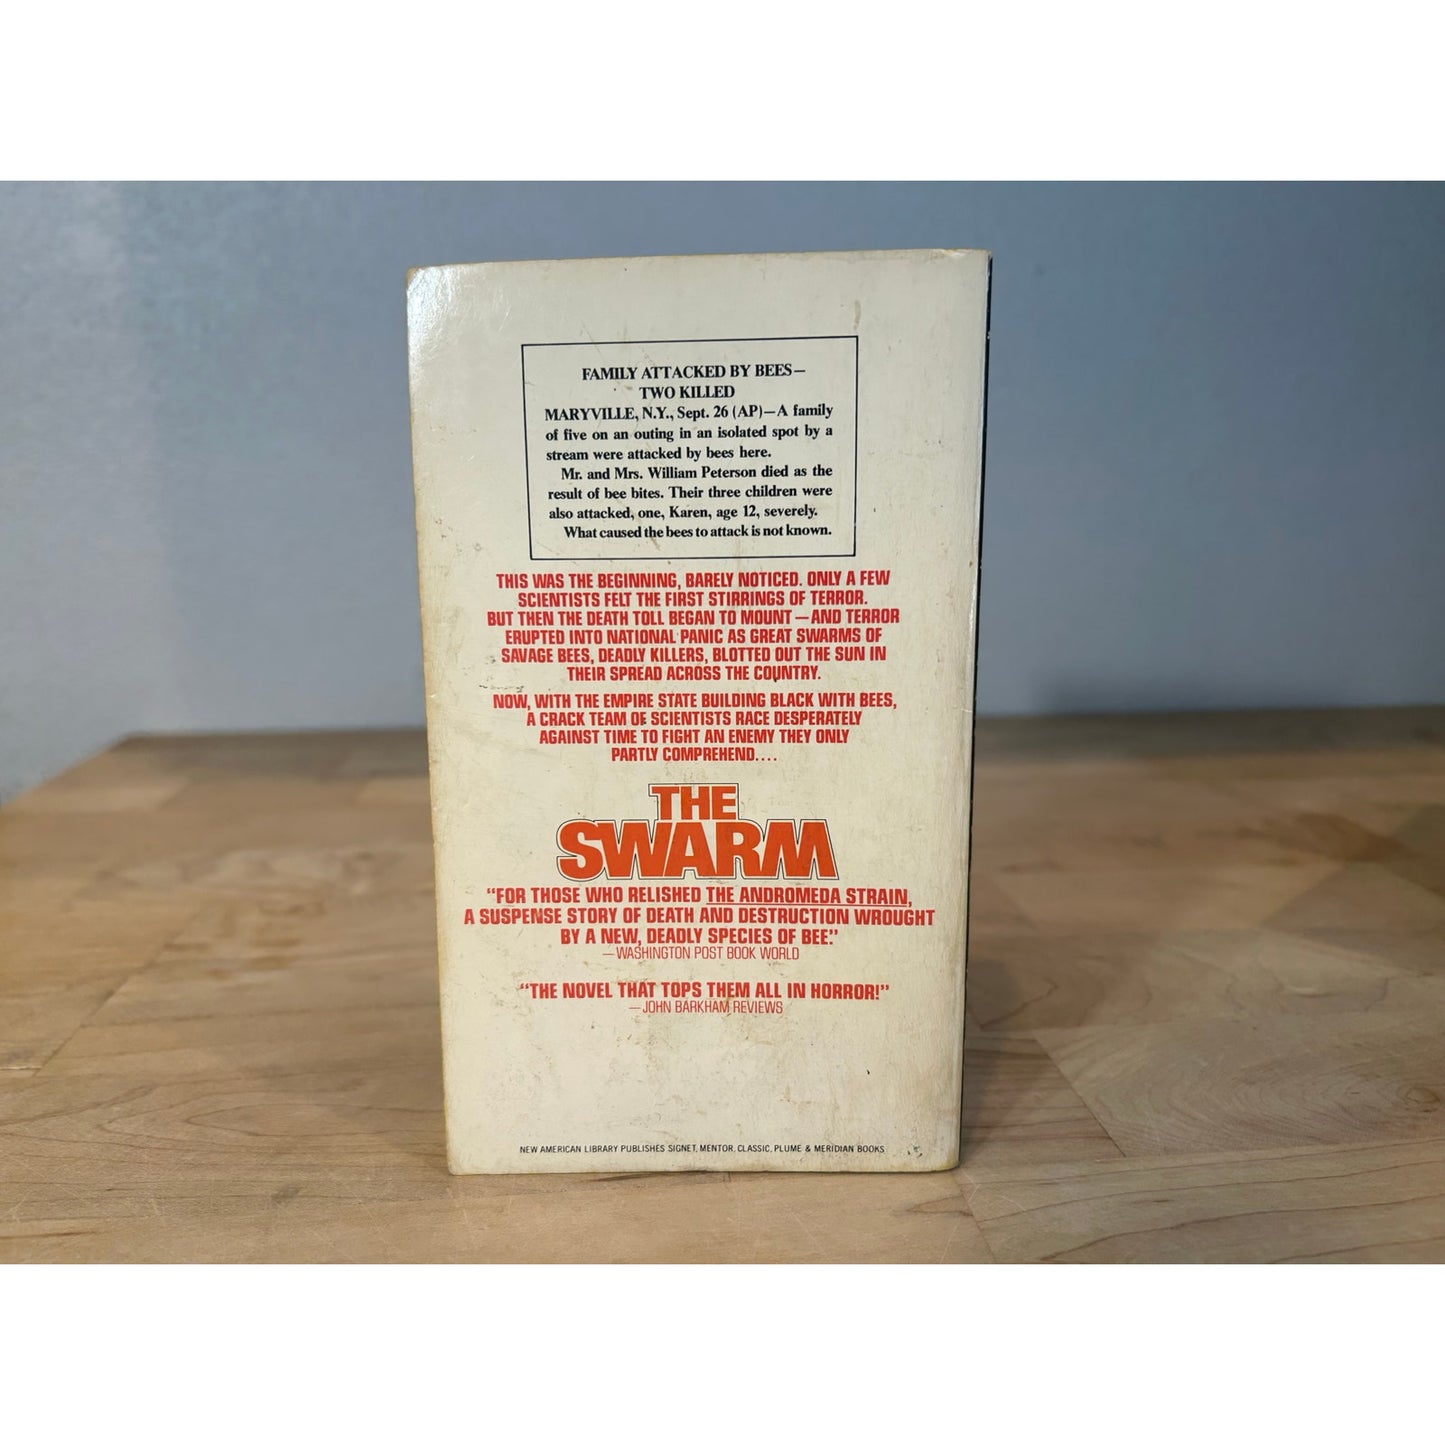 FAMILY ATTACKED BY BEES—
TWO KILLED
MARYVILLE, N.Y., Sept. 26 (AP)—A family
of five on an outing in an isolated spot by a
stream were attacked by bees here.
Mr. and Mrs. William Peterson died as the
result of bee bites. Their three children were
also attacked, one, Karen, age 12, severely.
What caused the bees to attack is not known.
THIS WAS THE BEGINNING, BARELY NOTICED. ONLY A FEW
SCIENTISTS FELT THE FIRST STIRRINGS OF TERROR.
BUT THEN THE DEATH TOLL BEGAN TO MOUNT—AND TERROR
ERUPTED INTO NATIONAL PANIC AS GREAT SWARMS OF
SAVAGE BEES, DEADLY KILLERS, BLOTTED OUT THE SUN IN
THEIR SPREAD ACROSS THE COUNTRY.
NOW, WITH THE EMPIRE STATE BUILDING BLACK WITH BEES,
A CRACK TEAM OF SCIENTISTS RACE DESPERATELY
AGAINST TIME TO FIGHT AN ENEMY THEY ONLY
PARTLY COMPREHEND....
THE
SWARM
"FOR THOSE WHO RELISHED THE ANDROMEDA STRAIN,
A SUSPENSE STORY OF DEATH AND DESTRUCTION WROUGHT
BY A NEW, DEADLY SPECIES OF BEE."
—WASHINGTON POST BOOK WORLD
"THE NOVEL THAT TOPS THEM ALL IN HORROR!"
—JOHN BARKHAM REVIEWS
NEW AMERICAN LIBRARY PUBLISHES SIGNET, MENTOR, CLASSIC, PLUME & MERIDIAN BOOKS